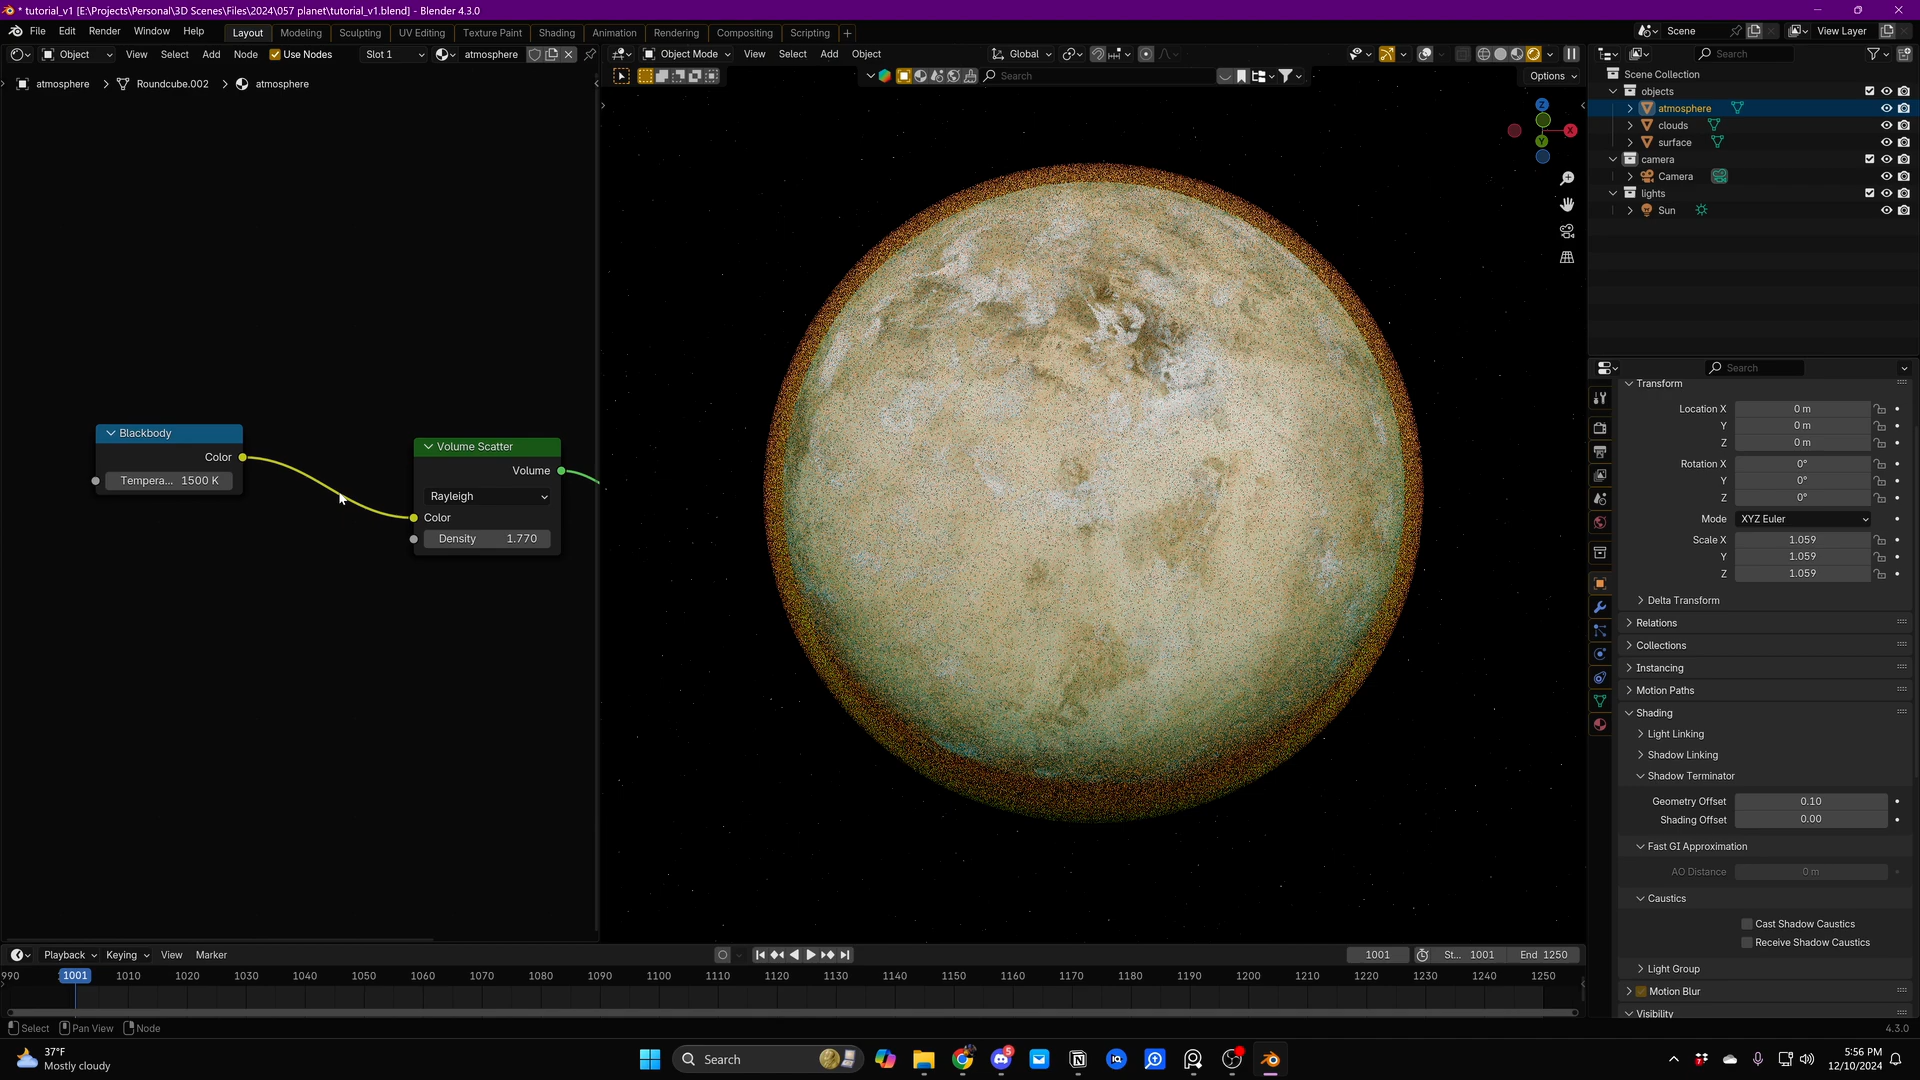 * tutorial_v1 [E:\Projects\Personal\3D Scenes\Files\2024\057 planet\tutorial_v1.blend] - Blender 4.3.0
File Edit Render Window Help Layout Modeling Sculpting UV Editing Texture Paint Shading Animation Rendering Compositing Scripting + Scene View Layer
Object View Select Add Object Node Use Nodes Slot 1 atmosphere Object Mode View Select Add Object Global Search
Search Options
atmosphere > Roundcube.002 > atmosphere
Scene Collection
objects
atmosphere
clouds
surface
camera
Camera
lights
Sun
Z
X
Y
Blackbody
Color
Tempera... 1500 K
Volume Scatter
Volume
Rayleigh
Color
Density 1.770
Search
Transform
Location X 0 m
Y 0 m
Z 0 m
Rotation X 0°
Y 0°
Z 0°
Mode XYZ Euler
Scale X 1.059
Y 1.059
Z 1.059
Delta Transform
Relations
Collections
Instancing
Motion Paths
Shading
Light Linking
Shadow Linking
Shadow Terminator
Geometry Offset 0.10
Shading Offset 0.00
Fast GI Approximation
AO Distance 0 m
Caustics
Cast Shadow Caustics
Receive Shadow Caustics
Light Group
Motion Blur
Visibility
Playback Keying View Marker 1001 St... 1001 End 1250
990 1001 1010 1020 1030 1040 1050 1060 1070 1080 1090 1100 1110 1120 1130 1140 1150 1160 1170 1180 1190 1200 1210 1220 1230 1240 1250
Select Pan View Node 4.3.0
37°F
Mostly cloudy
Search
5
5:56 PM
12/10/2024